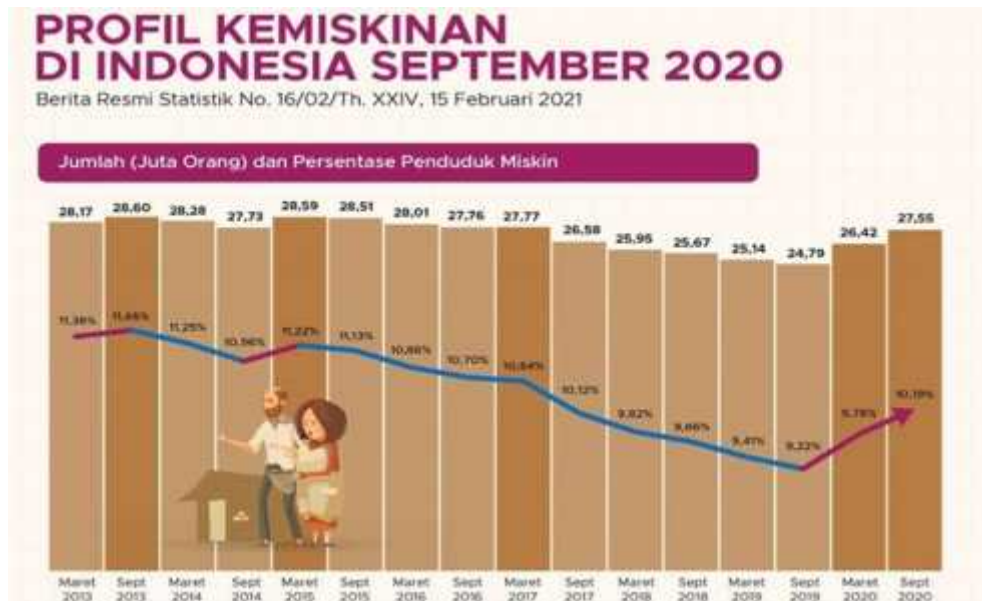 PROFIL KEMISKINAN
DI INDONESIA SEPTEMBER 2020
Berita Resmi Statistik No. 16/02/Th. XXIV, 15 Februari 2021
Jumlah (Juta Orang) dan Persentase Penduduk Miskin
28,17 28,60 28,28 27,73 28,59 28,51 28,01 27,76 27,77 26,58 25,95 25,67 25,14 24,79 26,42 27,55
11,36% 11,46% 11,25% 10,96% 11,22% 11,13% 10,86% 10,70% 10,64% 10,12% 9,82% 9,66% 9,41% 9,22% 9,78% 10,19%
Maret Sept Maret Sept Maret Sept Maret Sept Maret Sept Maret Sept Maret Sept Maret Sept
2013 2013 2014 2014 2015 2015 2016 2016 2017 2017 2018 2018 2019 2019 2020 2020